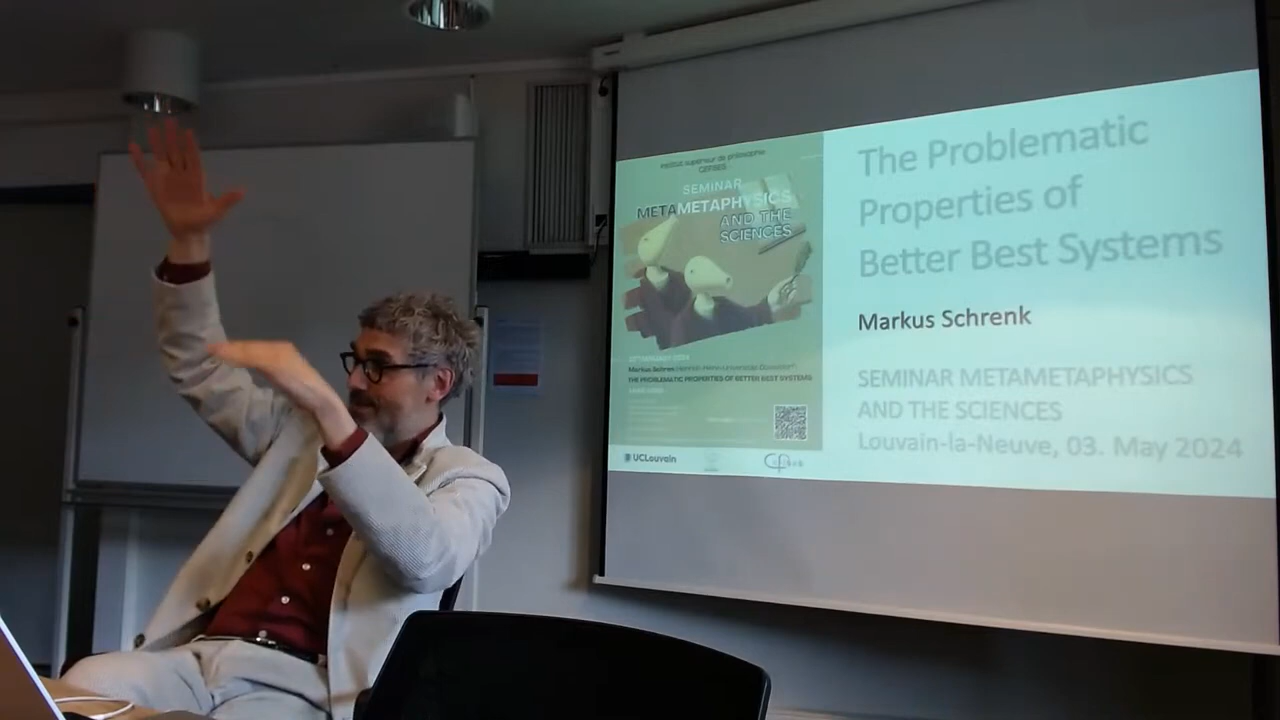 Institut supérieur de philosophie
CEFISES
SEMINAR
METAMETAPHYSICS
AND THE
SCIENCES
THE PROBLEMATIC PROPERTIES OF BETTER BEST SYSTEMS
UCLouvain
The Problematic
Properties of
Better Best Systems
Markus Schrenk
SEMINAR METAMETAPHYSICS
AND THE SCIENCES
Louvain-la-Neuve, 03. May 2024